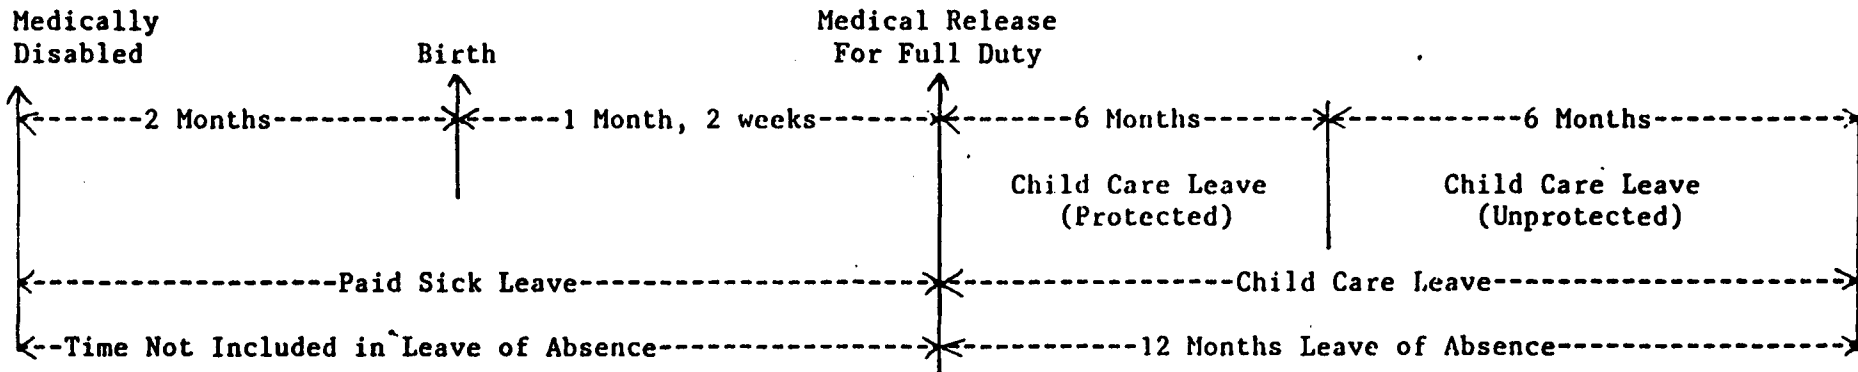 Medically Disabled
Birth
Medical Release For Full Duty
<------2 Months----------->
<-----1 Month, 2 weeks------->
<------6 Months------>
<-----------6 Months------------>
Child Care Leave (Protected)
Child Care Leave (Unprotected)
<-----------------Paid Sick Leave------------------->
<---------------Child Care Leave-------------------->
<--Time Not Included in Leave of Absence-------------->
<----------12 Months Leave of Absence---------------->